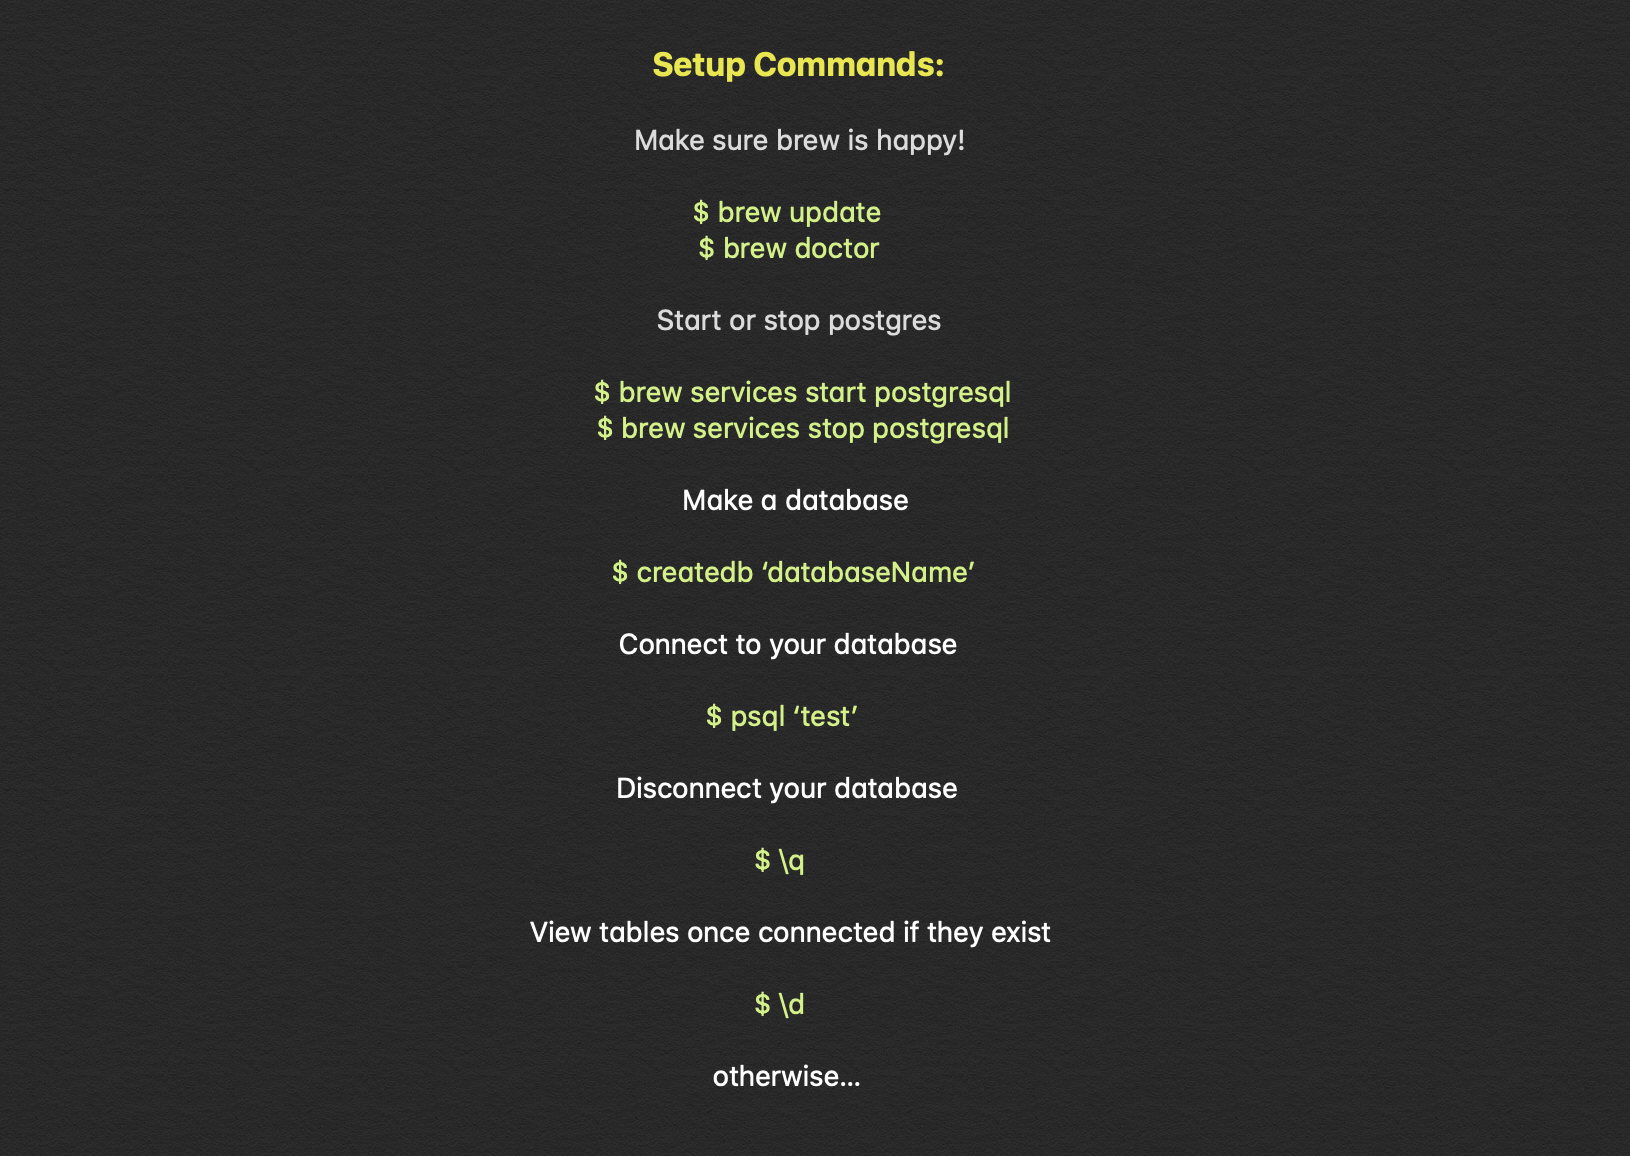 Setup Commands:
Make sure brew is happy!
$ brew update
$ brew doctor
Start or stop postgres
$ brew services start postgresql
$ brew services stop postgresql
Make a database
$ createdb ‘databaseName’
Connect to your database
$ psql ‘test’
Disconnect your database
$ \q
View tables once connected if they exist
$ \d
otherwise...